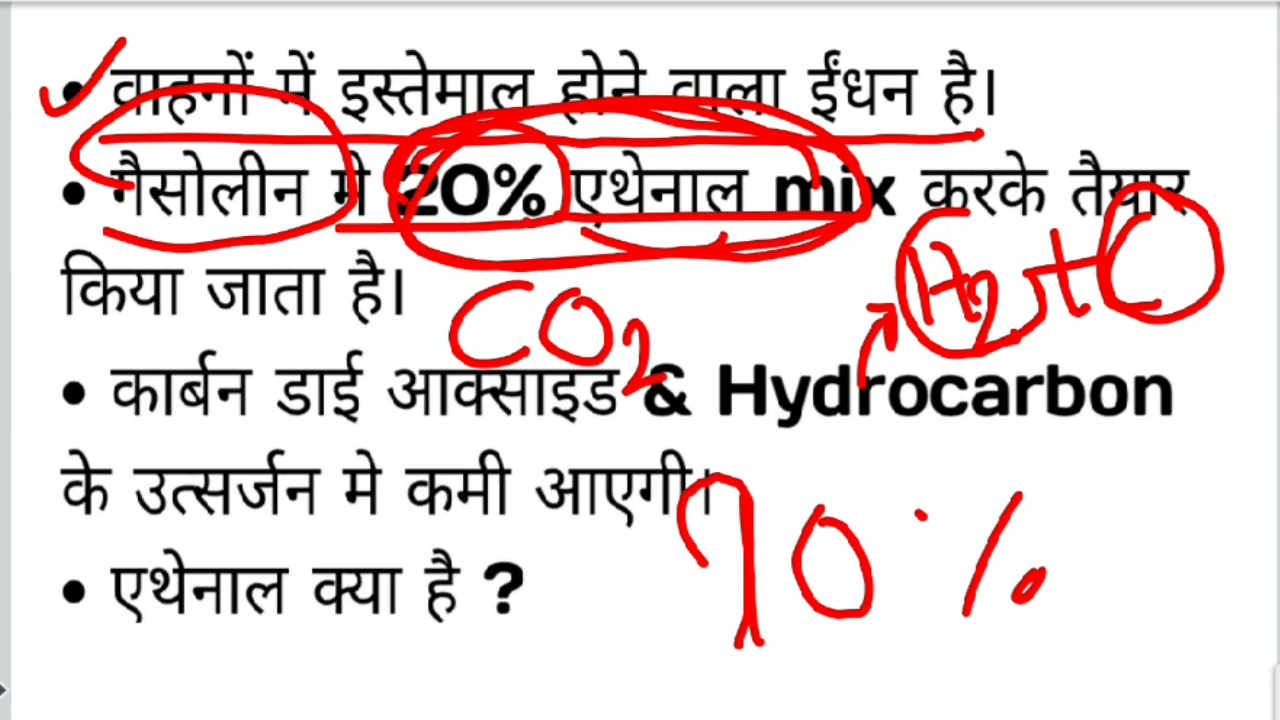 • वाहनों में इस्तेमाल होने वाला ईंधन है।
• गैसोलीन मे 20% एथेनाल mix करके तैयार
किया जाता है।
CO2 H2 + C
• कार्बन डाई आक्साइड & Hydrocarbon
के उत्सर्जन मे कमी आएगी।
• एथेनाल क्या है ?
90%